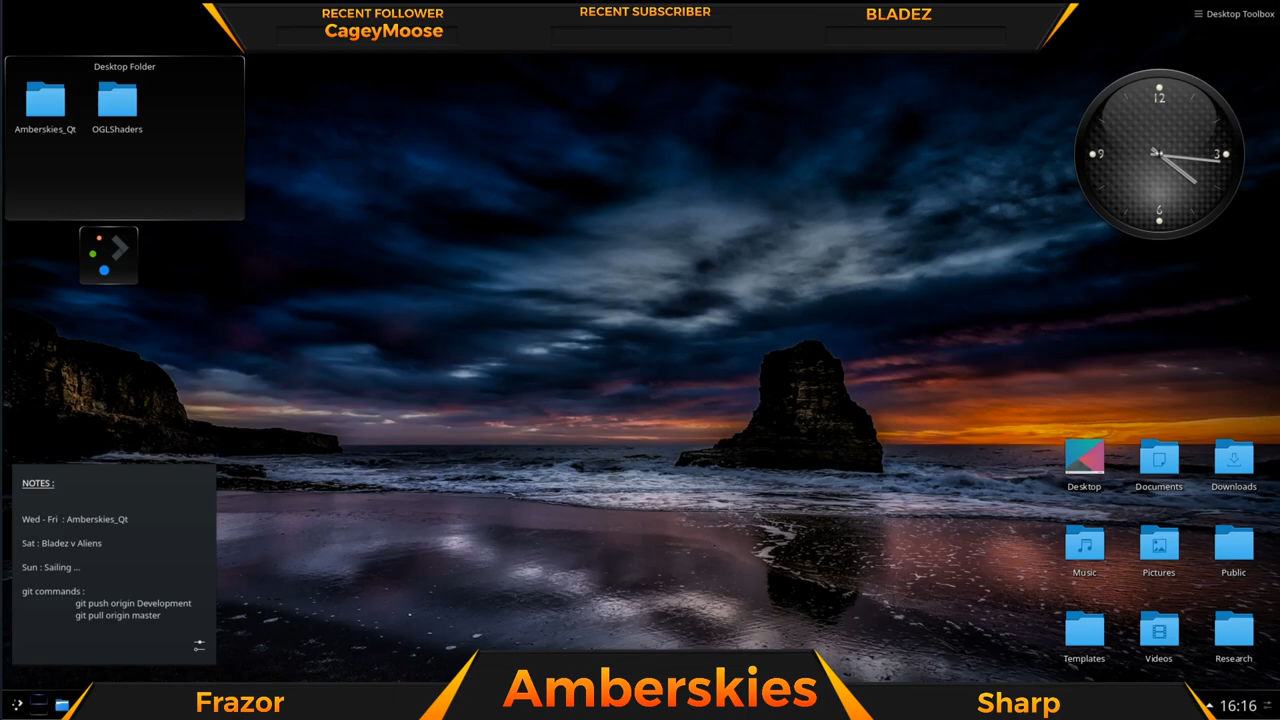 RECENT FOLLOWER
CageyMoose
RECENT SUBSCRIBER
BLADEZ
Desktop Toolbox
Desktop Folder
Amberskies_Qt
OGLShaders
12
9
3
6
Desktop
Documents
Downloads
Music
Pictures
Public
Templates
Videos
Research
NOTES :
Wed - Fri : Amberskies_Qt
Sat : Bladez v Aliens
Sun : Sailing ...
git commands :
git push origin Development
git pull origin master
Frazor
Amberskies
Sharp
16:16